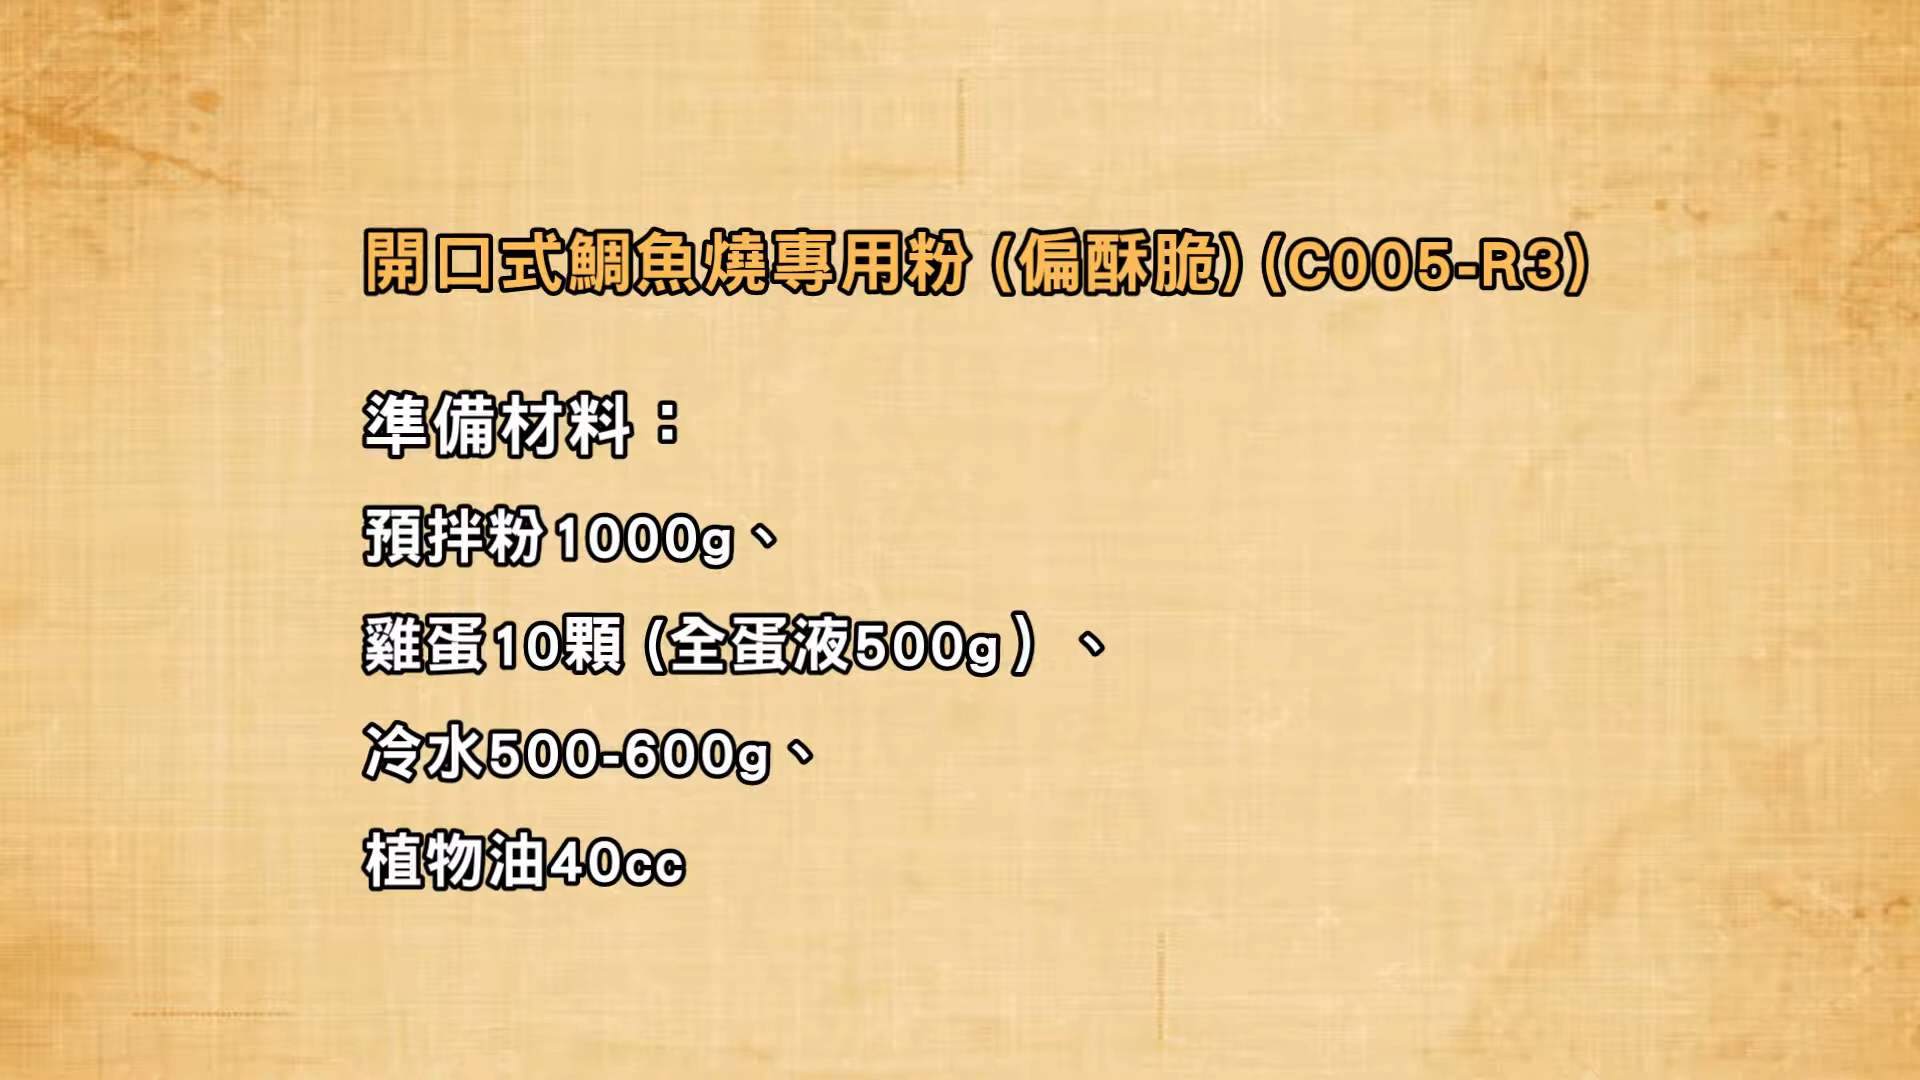 開口式鯛魚燒專用粉 (偏酥脆) (C005-R3)
準備材料：
預拌粉1000g、
雞蛋10顆 (全蛋液500g）、
冷水500-600g、
植物油40cc